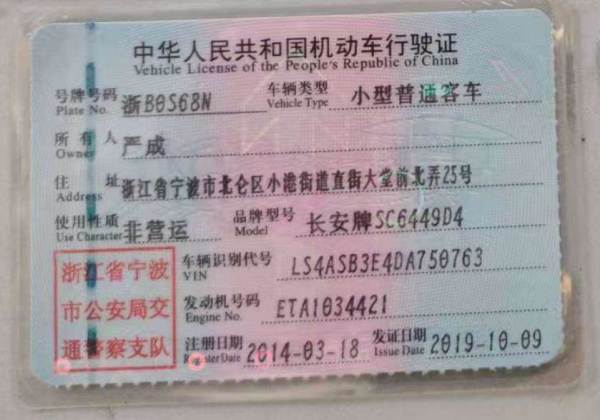 中华人民共和国机动车行驶证
Vehicle License of the People's Republic of China
号牌号码 浙B0S68N 车辆类型 小型普通客车
Plate No. Vehicle Type
所有人 严成
Owner
住址 浙江省宁波市北仑区小港街道直街大堂前北弄25号
Address
使用性质 非营运 品牌型号 长安牌SC6449D4
Use Character Model
浙江省宁波 车辆识别代号 LS4ASB3E4DA750763
VIN
市公安局交 发动机号码 ETA1034421
Engine No.
通警察支队 注册日期 2014-03-18 发证日期 2019-10-09
Register Date Issue Date